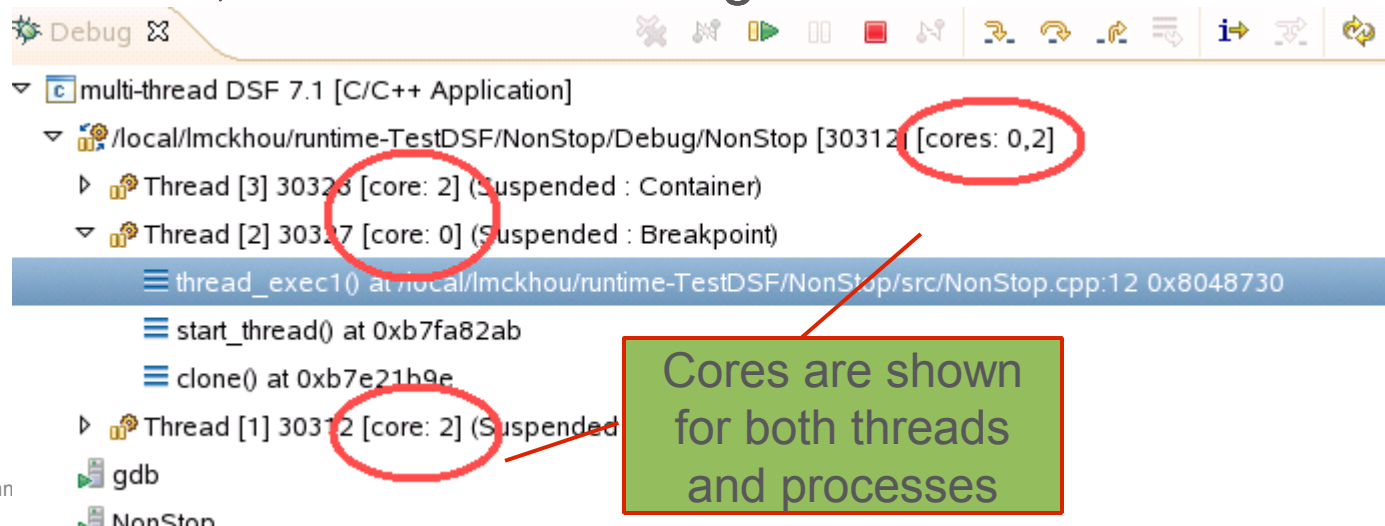 Debug
multi-thread DSF 7.1 [C/C++ Application]
/local/lmckhou/runtime-TestDSF/NonStop/Debug/NonStop [30312] [cores: 0,2]
Thread [3] 30328 [core: 2] (Suspended : Container)
Thread [2] 30327 [core: 0] (Suspended : Breakpoint)
thread_exec1() at /local/lmckhou/runtime-TestDSF/NonStop/src/NonStop.cpp:12 0x8048730
start_thread() at 0xb7fa82ab
clone() at 0xb7e21b9e
Thread [1] 30312 [core: 2] (Suspended
gdb
NonStop
Cores are shown
for both threads
and processes